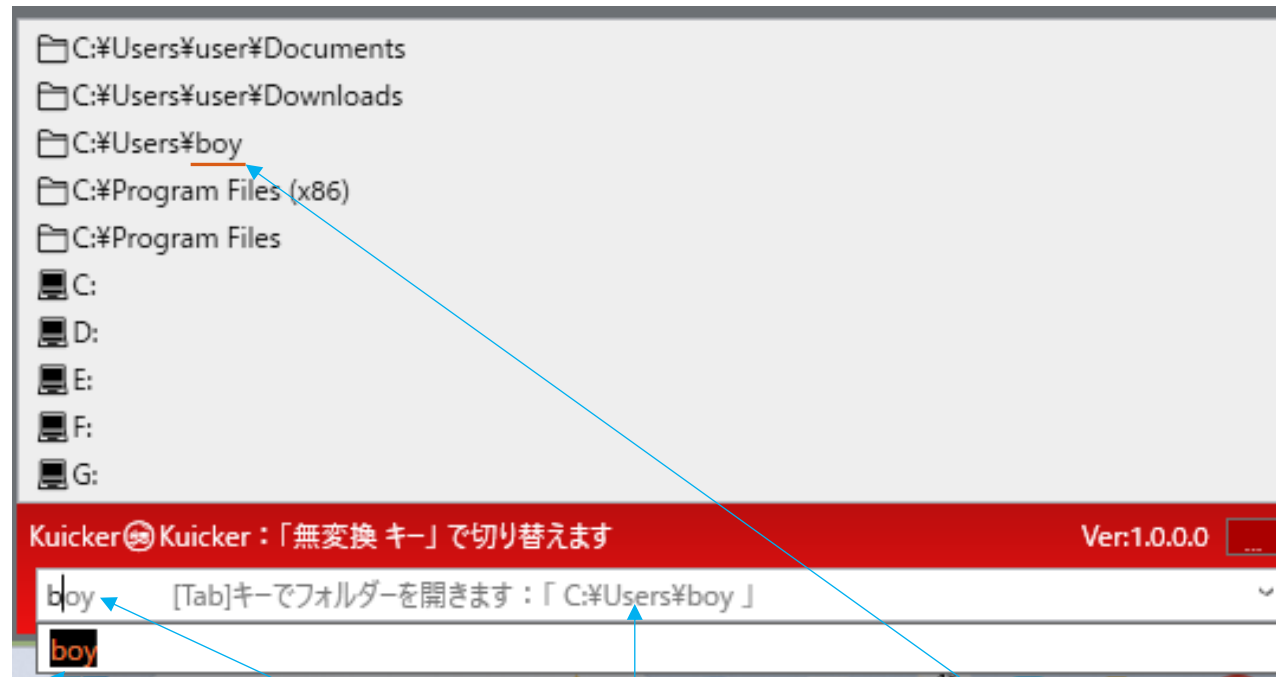 C:¥Users¥user¥Documents
C:¥Users¥user¥Downloads
C:¥Users¥boy
C:¥Program Files (x86)
C:¥Program Files
C:
D:
E:
F:
G:
Kuicker Kuicker：「無変換 キー」で切り替えます Ver:1.0.0.0 ...
boy [Tab]キーでフォルダーを開きます：「 C:¥Users¥boy 」
boy